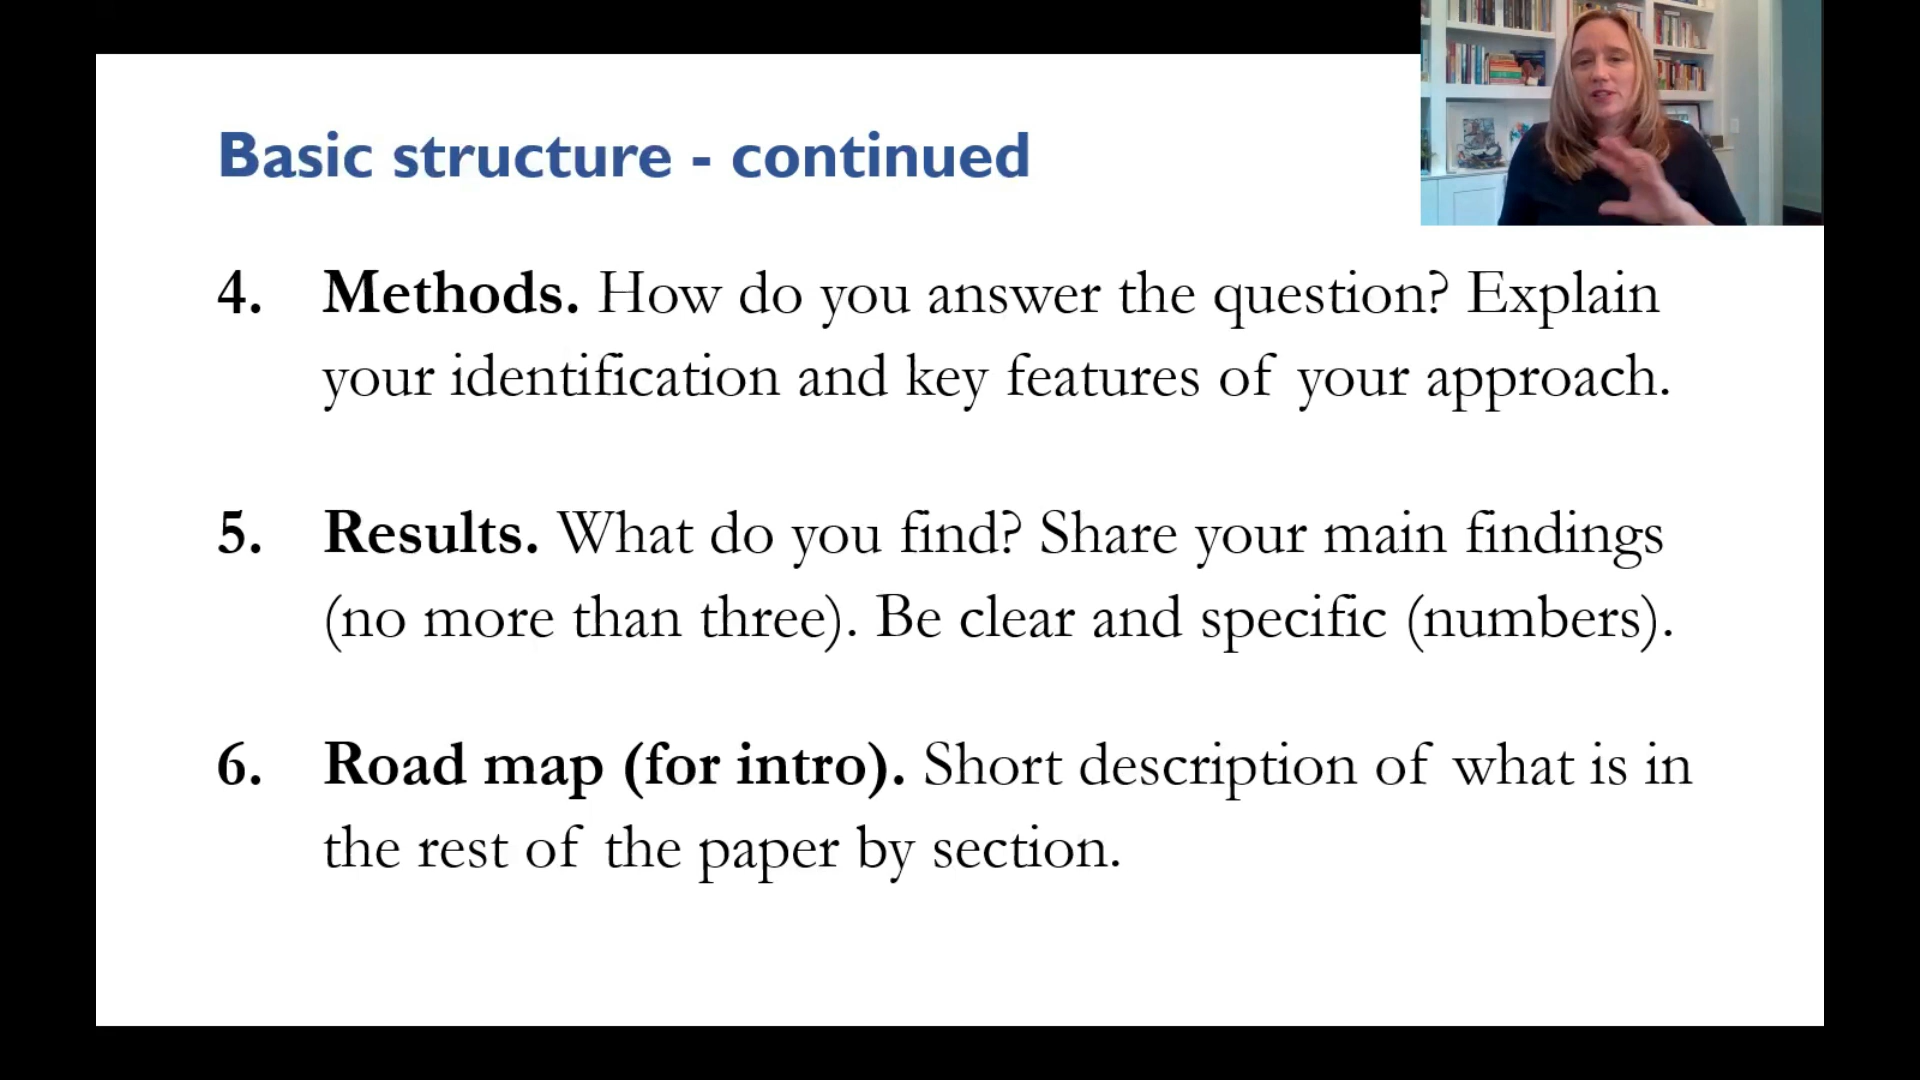 Basic structure - continued
4. Methods. How do you answer the question? Explain
your identification and key features of your approach.
5. Results. What do you find? Share your main findings
(no more than three). Be clear and specific (numbers).
6. Road map (for intro). Short description of what is in
the rest of the paper by section.